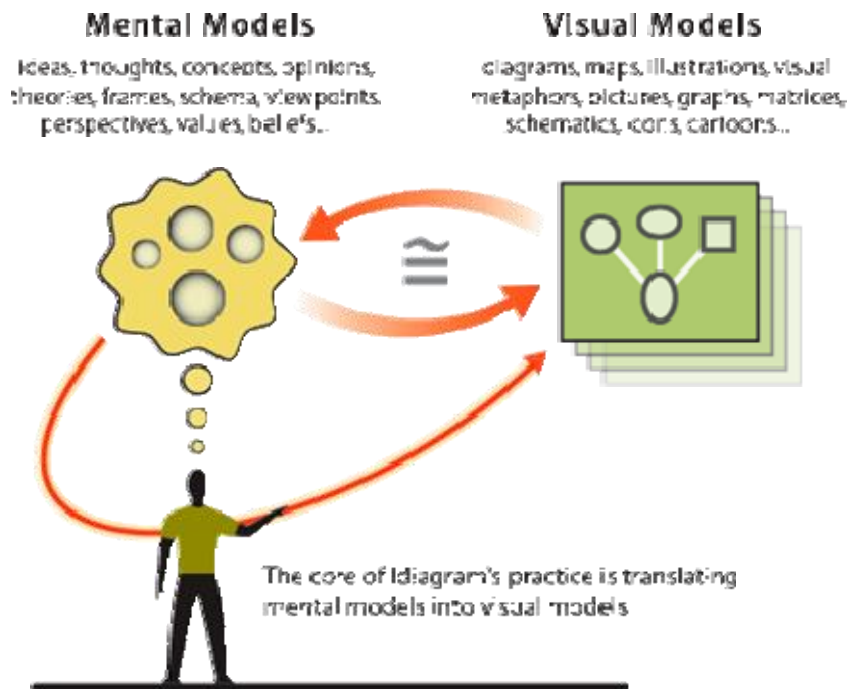 Mental Models
ideas, thoughts, concepts, opinions,
theories, frames, schema, viewpoints,
perspectives, values, beliefs...
Visual Models
diagrams, maps, illustrations, visual
metaphors, pictures, graphs, matrices,
schematics, icons, cartoons...
≅
The core of Idiagram's practice is translating
mental models into visual models